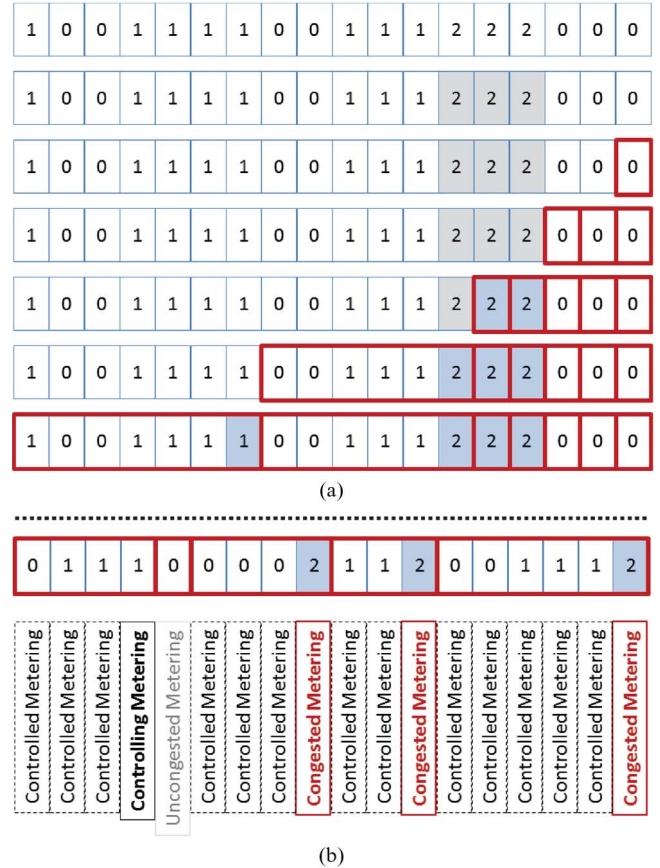 1 0 0 1 1 1 1 0 0 1 1 1 2 2 2 0 0 0
1 0 0 1 1 1 1 0 0 1 1 1 2 2 2 0 0 0
1 0 0 1 1 1 1 0 0 1 1 1 2 2 2 0 0 0
1 0 0 1 1 1 1 0 0 1 1 1 2 2 2 0 0 0
1 0 0 1 1 1 1 0 0 1 1 1 2 2 2 0 0 0
1 0 0 1 1 1 1 0 0 1 1 1 2 2 2 0 0 0
1 0 0 1 1 1 1 0 0 1 1 1 2 2 2 0 0 0
(a)
0 1 1 1 0 0 0 0 2 1 1 2 0 0 1 1 1 2
Controlled Metering
Controlled Metering
Controlled Metering
Controlling Metering
Uncongested Metering
Controlled Metering
Controlled Metering
Controlled Metering
Congested Metering
Controlled Metering
Controlled Metering
Congested Metering
Controlled Metering
Controlled Metering
Controlled Metering
Controlled Metering
Controlled Metering
Congested Metering
(b)